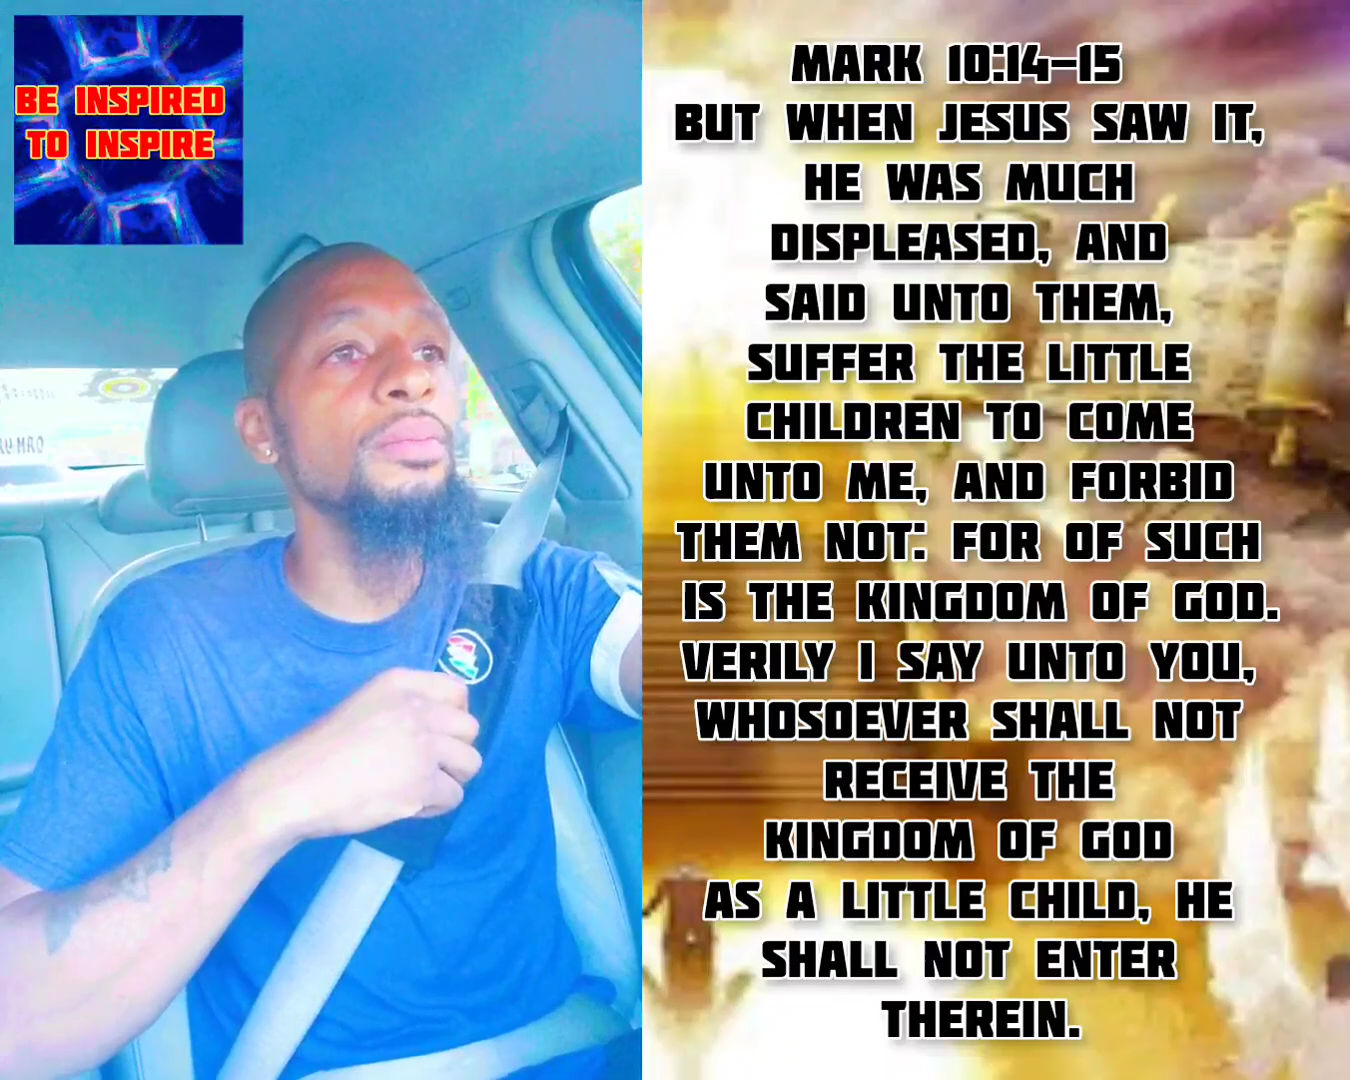 BE INSPIRED
TO INSPIRE
MARK 10:14–15
BUT WHEN JESUS SAW IT,
HE WAS MUCH
DISPLEASED, AND
SAID UNTO THEM,
SUFFER THE LITTLE
CHILDREN TO COME
UNTO ME, AND FORBID
THEM NOT: FOR OF SUCH
IS THE KINGDOM OF GOD.
VERILY I SAY UNTO YOU,
WHOSOEVER SHALL NOT
RECEIVE THE
KINGDOM OF GOD
AS A LITTLE CHILD, HE
SHALL NOT ENTER
THEREIN.